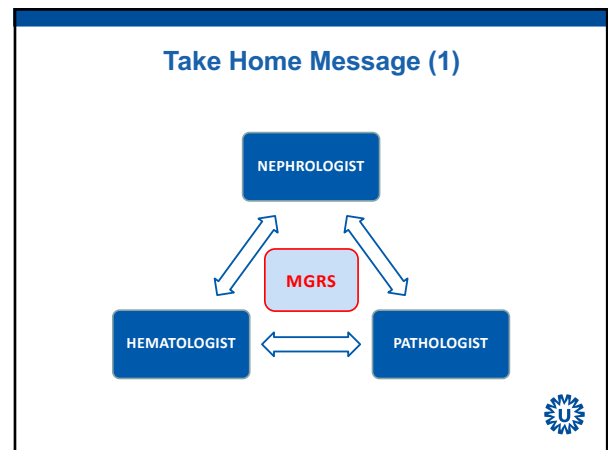 Take Home Message (1)
NEPHROLOGIST
MGRS
HEMATOLOGIST
PATHOLOGIST
U